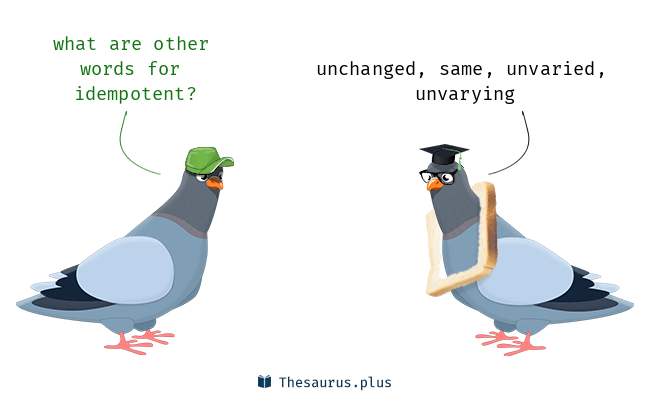 what are other
words for
idempotent?
unchanged, same, unvaried,
unvarying
Thesaurus.plus